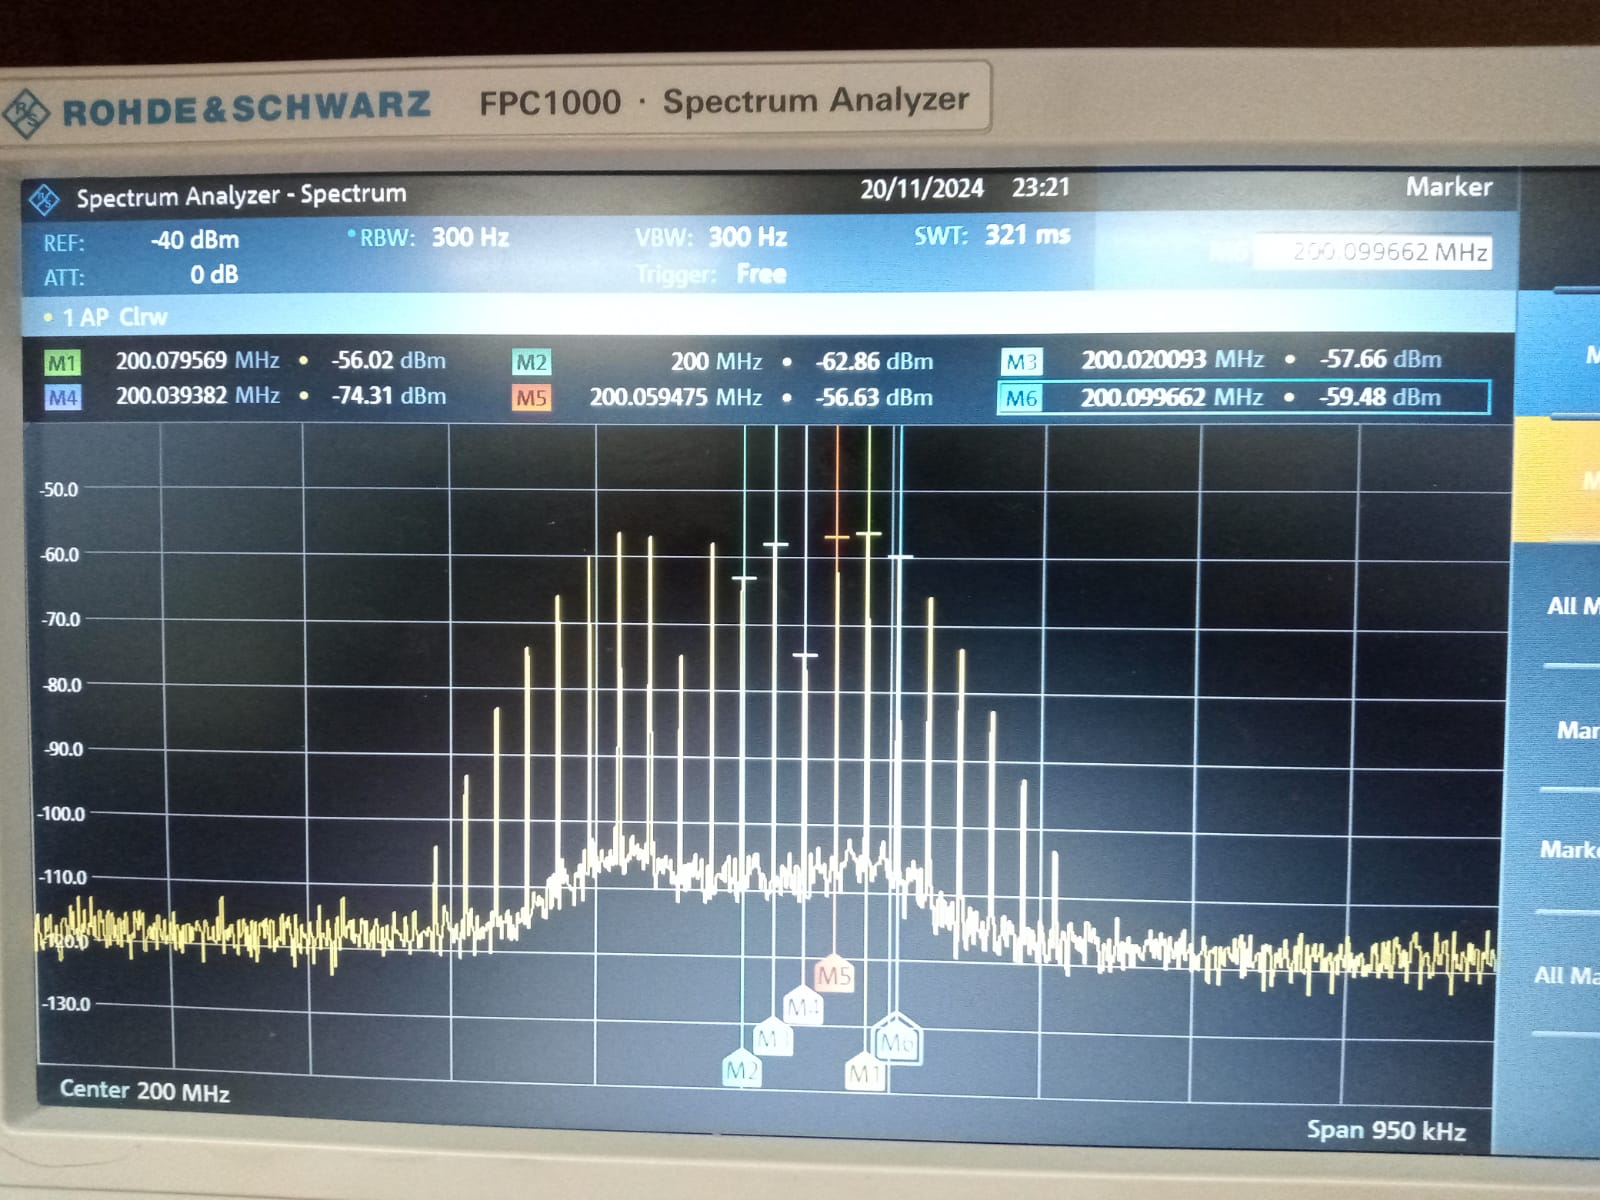 ROHDE&SCHWARZ FPC1000 · Spectrum Analyzer
Spectrum Analyzer - Spectrum 20/11/2024 23:21 Marker
REF: -40 dBm RBW: 300 Hz VBW: 300 Hz SWT: 321 ms M6 200.099662 MHz
ATT: 0 dB Trigger: Free
1 AP Clrw
M1 200.079569 MHz • -56.02 dBm M2 200 MHz • -62.86 dBm M3 200.020093 MHz • -57.66 dBm
M4 200.039382 MHz • -74.31 dBm M5 200.059475 MHz • -56.63 dBm M6 200.099662 MHz • -59.48 dBm
-50.0
-60.0
-70.0
-80.0
-90.0
-100.0
-110.0
-120.0
-130.0
M5
M4
M3
M6
M2
M1
Center 200 MHz
Span 950 kHz
M
M
All M
Mar
Mark
All Ma